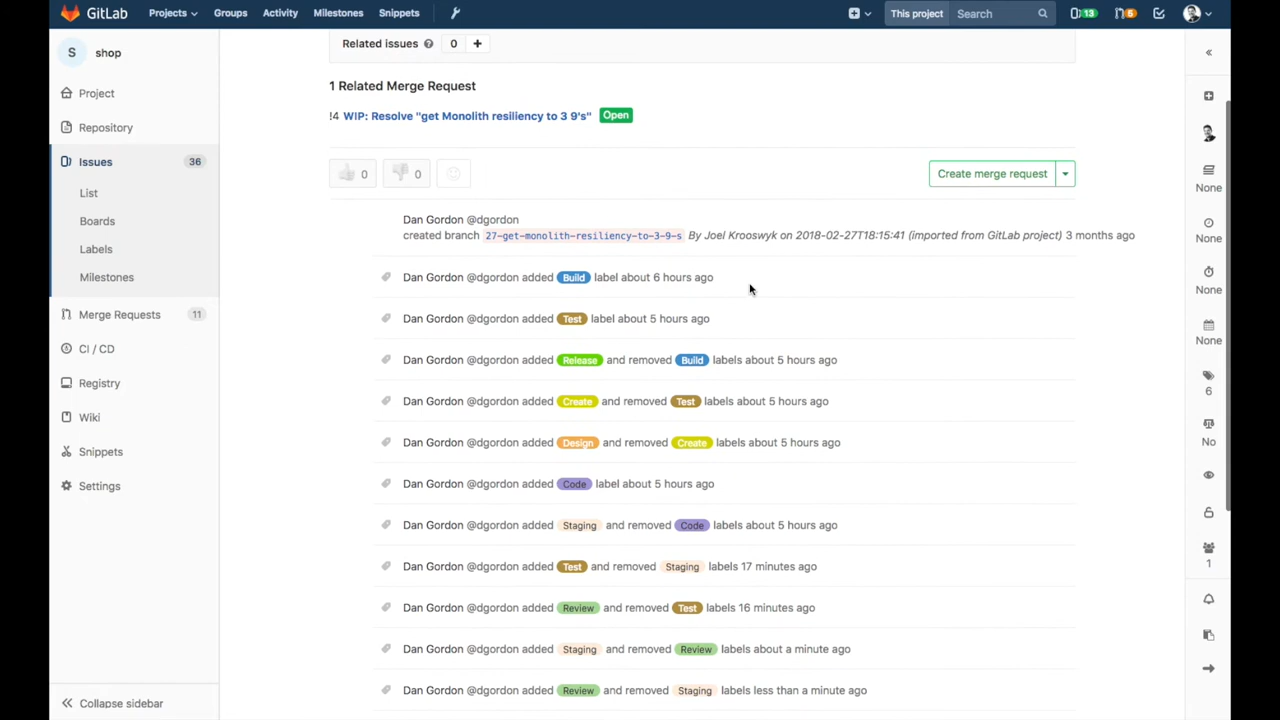 GitLab Projects Groups Activity Milestones Snippets This project Search 13 6
S shop
Project
Repository
Issues 36
List
Boards
Labels
Milestones
Merge Requests 11
CI / CD
Registry
Wiki
Snippets
Settings
Collapse sidebar
Related issues 0 +
1 Related Merge Request
!4 WIP: Resolve "get Monolith resiliency to 3 9's" Open
0 0
Create merge request
Dan Gordon @dgordon
created branch 27-get-monolith-resiliency-to-3-9-s By Joel Krooswyk on 2018-02-27T18:15:41 (imported from GitLab project) 3 months ago
Dan Gordon @dgordon added Build label about 6 hours ago
Dan Gordon @dgordon added Test label about 5 hours ago
Dan Gordon @dgordon added Release and removed Build labels about 5 hours ago
Dan Gordon @dgordon added Create and removed Test labels about 5 hours ago
Dan Gordon @dgordon added Design and removed Create labels about 5 hours ago
Dan Gordon @dgordon added Code label about 5 hours ago
Dan Gordon @dgordon added Staging and removed Code labels about 5 hours ago
Dan Gordon @dgordon added Test and removed Staging labels 17 minutes ago
Dan Gordon @dgordon added Review and removed Test labels 16 minutes ago
Dan Gordon @dgordon added Staging and removed Review labels about a minute ago
Dan Gordon @dgordon added Review and removed Staging labels less than a minute ago
None
None
None
None
6
No
1